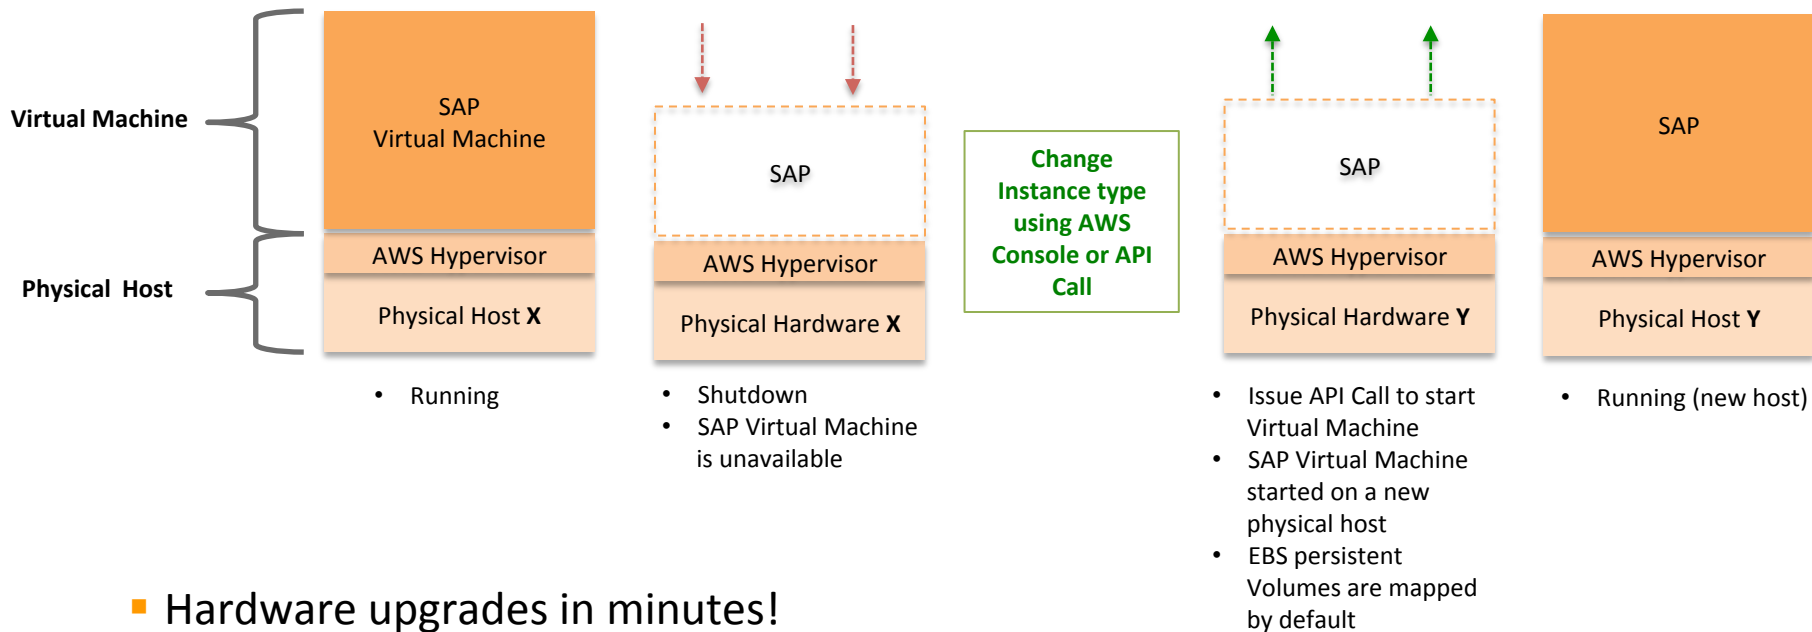 Virtual Machine
Physical Host
SAP
Virtual Machine
AWS Hypervisor
Physical Host X
• Running
SAP
AWS Hypervisor
Physical Hardware X
• Shutdown
• SAP Virtual Machine
is unavailable
Change
Instance type
using AWS
Console or API
Call
SAP
AWS Hypervisor
Physical Hardware Y
• Issue API Call to start
Virtual Machine
• SAP Virtual Machine
started on a new
physical host
• EBS persistent
Volumes are mapped
by default
SAP
AWS Hypervisor
Physical Host Y
• Running (new host)
▪ Hardware upgrades in minutes!